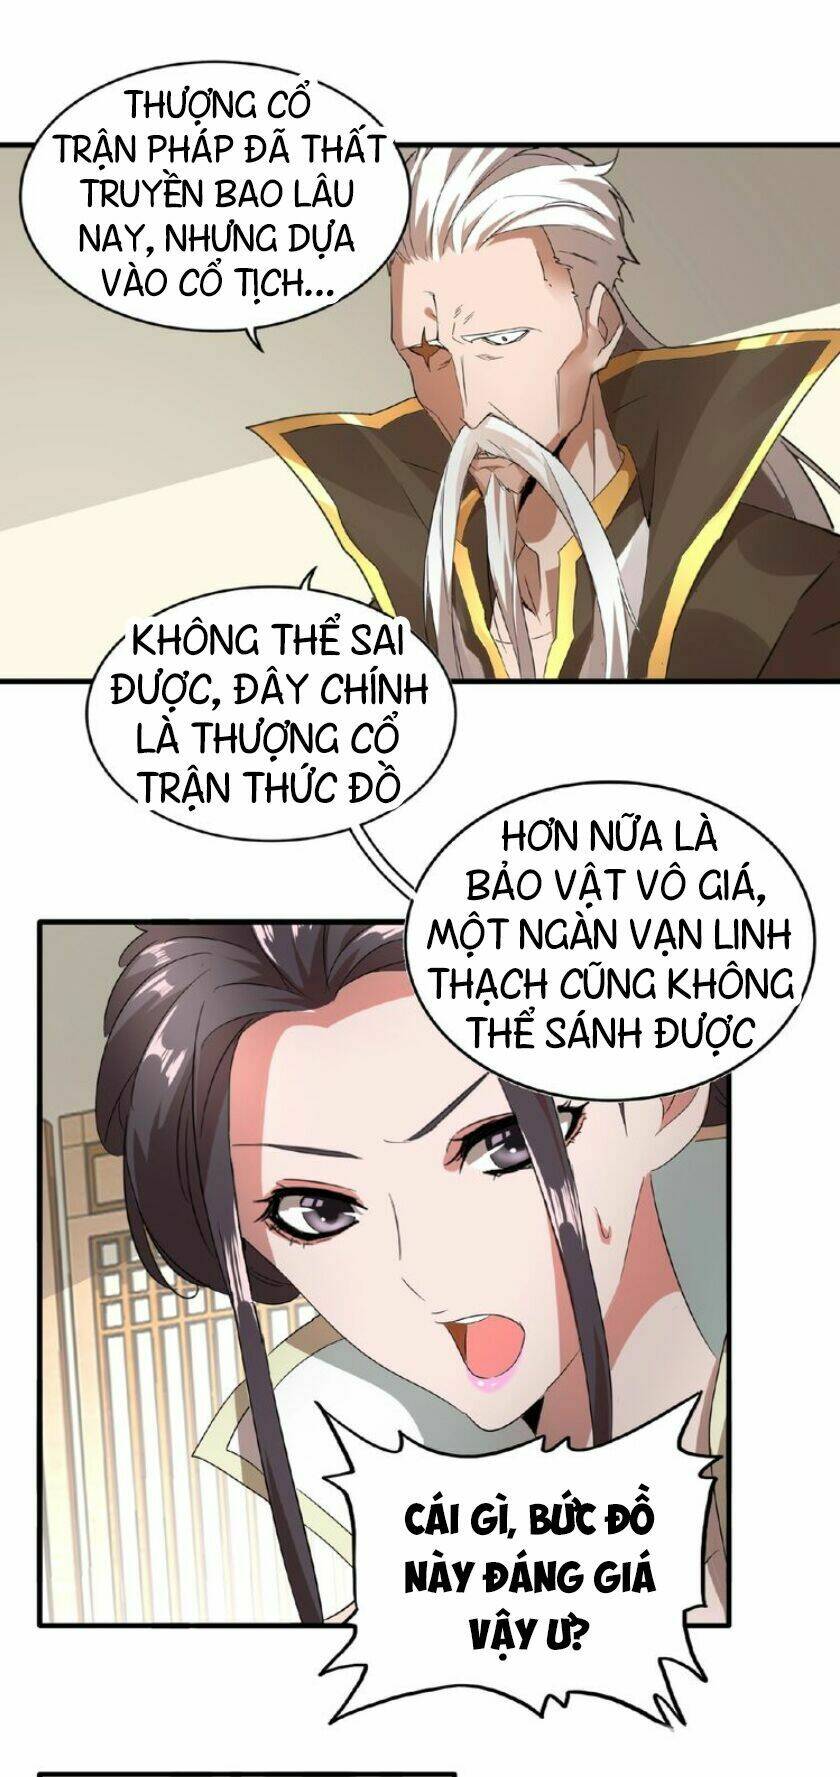 THƯỢNG CỔ
TRẬN PHÁP ĐÃ THẤT
TRUYỀN BAO LÂU
NAY, NHƯNG DỰA
VÀO CỔ TỊCH...
KHÔNG THỂ SAI
ĐƯỢC, ĐÂY CHÍNH
LÀ THƯỢNG CỔ
TRẬN THỨC ĐỒ
HƠN NỮA LÀ
BẢO VẬT VÔ GIÁ,
MỘT NGÀN VẠN LINH
THẠCH CŨNG KHÔNG
THỂ SÁNH ĐƯỢC
CÁI GÌ, BỨC ĐỒ
NÀY ĐÁNG GIÁ
VẬY Ư?